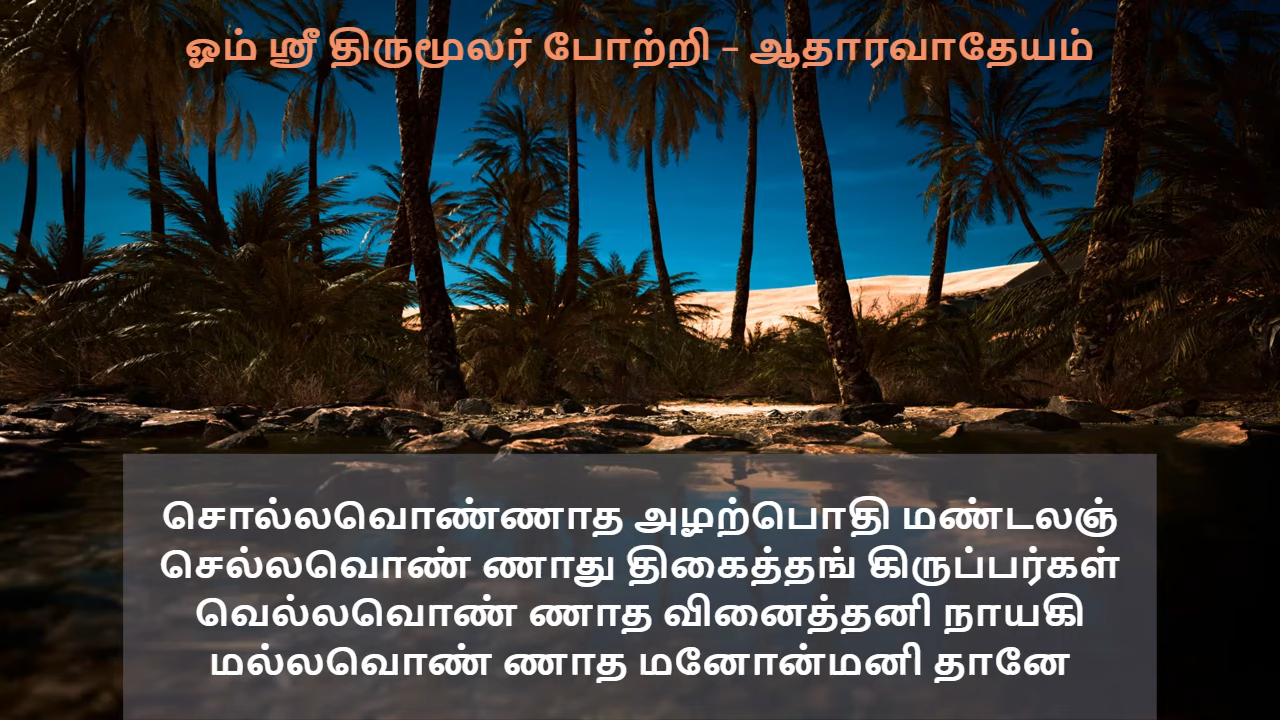 ஓம் ஸ்ரீ திருமூலர் போற்றி - ஆதாரவாதேயம்
சொல்லவொண்ணாத அழற்பொதி மண்டலஞ்
செல்லவொண் ணாது திகைத்தங் கிருப்பர்கள்
வெல்லவொண் ணாத வினைத்தனி நாயகி
மல்லவொண் ணாத மனோன்மனி தானே